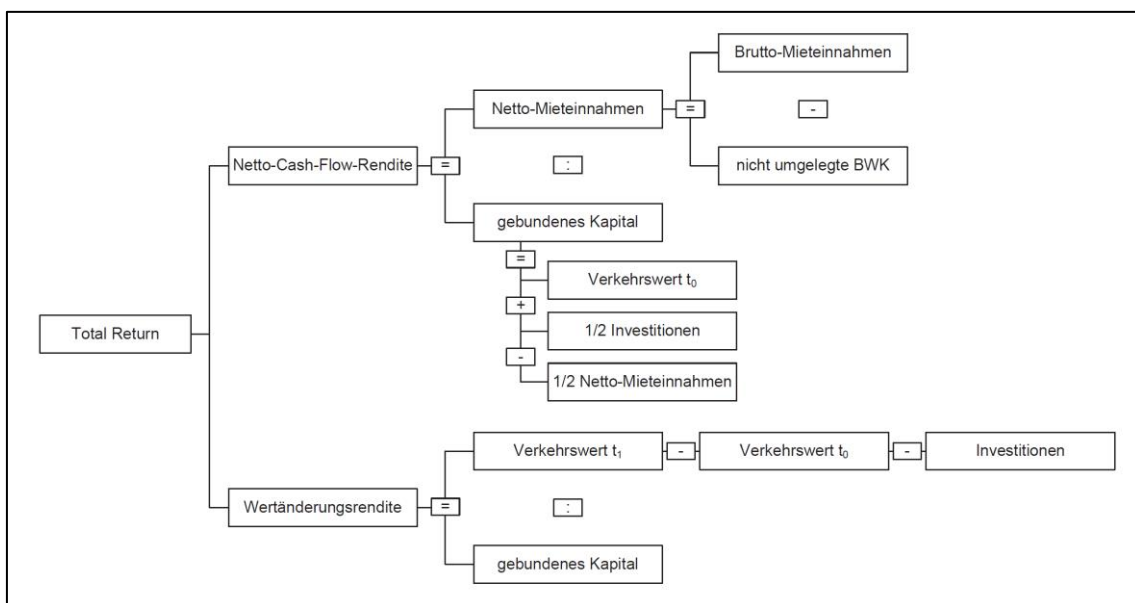 Brutto-Mieteinnahmen
Netto-Mieteinnahmen
=
-
Netto-Cash-Flow-Rendite
=
:
nicht umgelegte BWK
gebundenes Kapital
=
Verkehrswert t₀
+
Total Return
1/2 Investitionen
-
1/2 Netto-Mieteinnahmen
Verkehrswert t₁ - Verkehrswert t₀ - Investitionen
Wertänderungsrendite
=
:
gebundenes Kapital